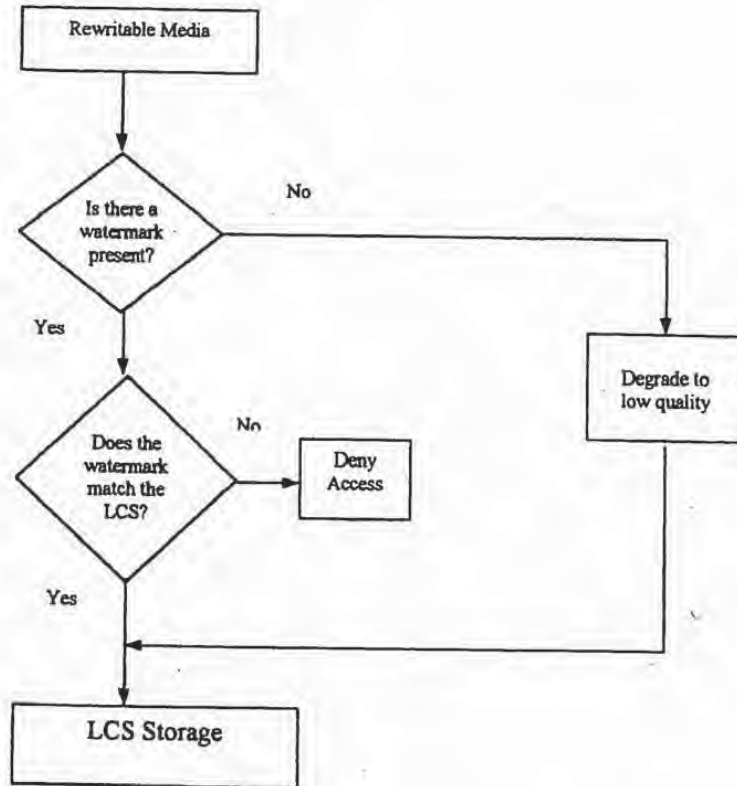 Rewritable Media
Is there a
watermark
present?
No
Yes
Degrade to
low quality
Does the
watermark
match the
LCS?
No
Deny
Access
Yes
LCS Storage